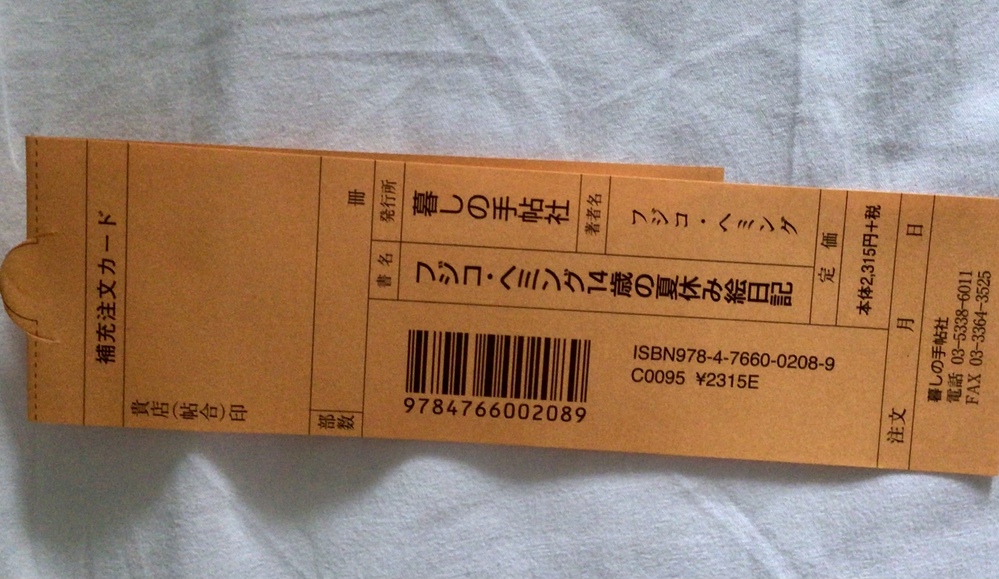 補充注文カード
貴店(帖合)印
部数
冊
発行所
暮しの手帖社
著者名
フジコ・ヘミング
書名
フジコ・ヘミング14歳の夏休み絵日記
定価
本体2,315円+税
9784766002089
ISBN978-4-7660-0208-9
C0095 ¥2315E
注文 月 日
暮しの手帖社
電話 03-5338-6011
FAX 03-3364-3525